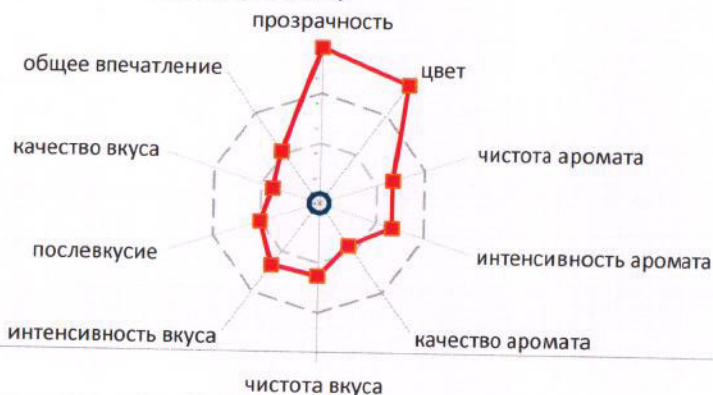 прозрачность
общее впечатление
цвет
качество вкуса
чистота аромата
послевкусие
интенсивность аромата
интенсивность вкуса
качество аромата
чистота вкуса